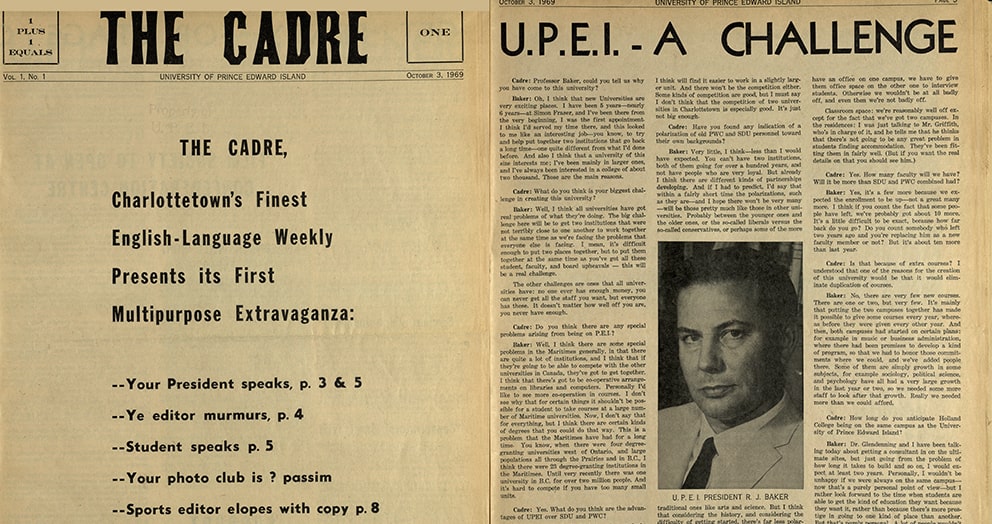 1
PLUS
1
EQUALS
THE CADRE
ONE
VOL. 1, No. 1
UNIVERSITY OF PRINCE EDWARD ISLAND
OCTOBER 3, 1969
THE CADRE,
Charlottetown's Finest
English-Language Weekly
Presents its First
Multipurpose Extravaganza:
--Your President speaks, p. 3 & 5
--Ye editor murmurs, p. 4
--Student speaks p. 5
--Your photo club is ? passim
--Sports editor elopes with copy p. 8
OCTOBER 3, 1969
UNIVERSITY OF PRINCE EDWARD ISLAND
U.P.E.I. - A CHALLENGE
Cadre: Professor Baker, could you tell us why
you have come to this university?
Baker: Oh, I think that new Universities are
very exciting places. I have been 5 years—nearly
6 years—at Simon Fraser, and I've been there from
the very beginning, I was the first appointment.
I think I'd served my time there, and this looked
to me like an interesting job—you know, to try
and help put together two institutions that go back
a long time—one quite different from what I'd done
before. And also I think that a university of this
size interests me; I've been mainly in larger ones,
and I've always been interested in a college of about
two thousand. Those are the main reasons.
Cadre: What do you think is your biggest chal-
lenge in creating this university?
Baker: Well, I think all universities have got
real problems of what they're doing. The big chal-
lenge here will be to get two institutions that were
not terribly close to one another to work together
at the same time as we're facing the problems that
everyone else is facing. I mean, it's difficult
enough to put two places together, but to put them
together at the same time as you've got all these
student, faculty, and board upheavals — this will
be a real challenge.
The other challenges are ones that all univer-
sities have: no one ever has enough money, you
can never get all the staff you want, but everyone
has those. It doesn't matter how well off you are,
you never have enough.
Cadre: Do you think there are any special
problems arising from being on P.E.I.?
Baker: Well, I think there are some special
problems in the Maritimes generally, in that there
are quite a lot of institutions, and I think that if
they're going to be able to compete with the other
universities in Canada, they've got to get together.
I think that there's got to be co-operative arrange-
ments on libraries and computers. Personally I'd
like to see more co-operation in courses. I don't
see why that for certain things it shouldn't be pos-
sible for a student to take courses at a large num-
ber of Maritime universities. Now, I don't say that
for everything, but I think there are certain kinds
of degrees that you could do that way. This is a
problem that the Maritimes have had for a long
time. You know, when there were four degree-
granting universities west of Ontario, and large
populations all through the Prairies and in B.C., I
think there were 23 degree-granting institutions in
the Maritimes. Until very recently there was one
university in B.C. for over two million people. And
it's hard to compete if you have too many small
units.
Cadre: Yes. What do you think are the advan-
tages of UPEI over SDU and PWC?
I think will find it easier to work in a slightly larg-
er unit. And there won't be the competition either.
Some kinds of competition are good, but I must say
I don't think that the competition of two univer-
sities in Charlottetown is especially good. It's just
not big enough.
Cadre: Have you found any indication of a
polarization of old PWC and SDU personnel toward
their own backgrounds?
Baker: Very little, I think—less than I would
have expected. You can't have two institutions,
both of them going for over a hundred years, and
not have people who are very loyal. But already
I think there are different kinds of partnerships
developing. And if I had to predict, I'd say that
within a fairly short time the polarizations, such
as they are—and I hope there won't be very many
—will be those pretty much like those in other uni-
versities. Probably between the younger ones and
the older ones, or the so-called liberals versus the
so-called conservatives, or perhaps some of the more
U. P. E. I. PRESIDENT R. J. BAKER
traditional ones like arts and science. But I think
that considering the history, and considering the
difficulty of getting started, there's far less polar-
have an office on one campus, we have to give
them office space on the other one to interview
students. Otherwise we wouldn't be at all badly
off, and even then we're not badly off.
Classroom space: we're reasonably well off ex-
cept for the fact that we've got two campuses. In
the residences: I was just talking to Mr. Griffith,
who's in charge of it, and he tells me that he thinks
that there's not going to be any great problem in
students finding accommodation. They've been fit-
ting them in fairly well. (But if you want the real
details on that you should see him.)
Cadre: Yes. How many faculty will we have?
Will it be more than SDU and PWC combined had?
Baker: Yes, it's a few more because we ex-
pected the enrollment to be up—not a great many
more. I think if you count the fact that some peo-
ple have left, we've probably got about 10 more.
It's a little difficult to be exact, because how far
back do you go? Do you count somebody who left
two years ago and you're replacing him as a new
faculty member or not? But it's about ten more
than last year.
Cadre: Is that because of extra courses? I
understood that one of the reasons for the creation
of this university would be that it would elim-
inate duplication of courses.
Baker: No, there are very few new courses.
There are one or two, but very few. It's mainly
that putting the two campuses together has made
it possible to give some courses every year, where-
as before they were given every other year. And
then, both campuses had started on certain plans;
for example in music or business administration,
where there had been promises to develop a kind
of program, so that we had to honor those commit-
ments where we could, and we've added people
there. Some of them are simply growth in some
subjects, for example sociology, political science,
and psychology have all had a very large growth
in the last year or two, so we needed some more
staff to look after that growth. Really we needed
more than we could afford.
Cadre: How long do you anticipate Holland
College being on the same campus as the Univer-
sity of Prince Edward Island?
Baker: Dr. Glendenning and I have been talk-
ing today about getting a consultant in on the ulti-
mate sites, but just going from the problem of
how long it takes to build and so on, I would ex-
pect at least two years. Personally, I wouldn't be
unhappy if we were always on the same campus—
now that's a purely personal point of view—but I
rather look forward to the time when students are
able to get the kind of education they want because
they want it, rather than because there's more pres-
tige in going to one kind of place than another.